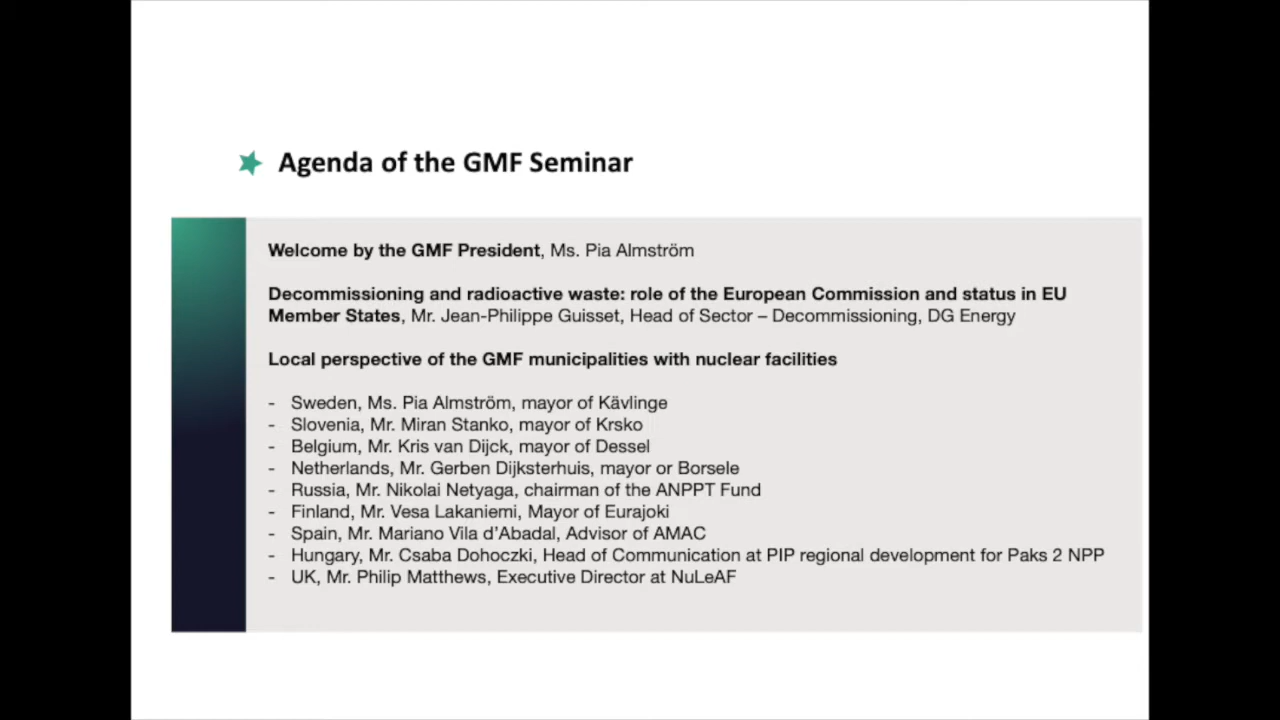 Agenda of the GMF Seminar
Welcome by the GMF President, Ms. Pia Almström
Decommissioning and radioactive waste: role of the European Commission and status in EU
Member States, Mr. Jean-Philippe Guisset, Head of Sector – Decommissioning, DG Energy
Local perspective of the GMF municipalities with nuclear facilities
- Sweden, Ms. Pia Almström, mayor of Kävlinge
- Slovenia, Mr. Miran Stanko, mayor of Krsko
- Belgium, Mr. Kris van Dijck, mayor of Dessel
- Netherlands, Mr. Gerben Dijksterhuis, mayor or Borsele
- Russia, Mr. Nikolai Netyaga, chairman of the ANPPT Fund
- Finland, Mr. Vesa Lakaniemi, Mayor of Eurajoki
- Spain, Mr. Mariano Vila d'Abadal, Advisor of AMAC
- Hungary, Mr. Csaba Dohoczki, Head of Communication at PIP regional development for Paks 2 NPP
- UK, Mr. Philip Matthews, Executive Director at NuLeAF